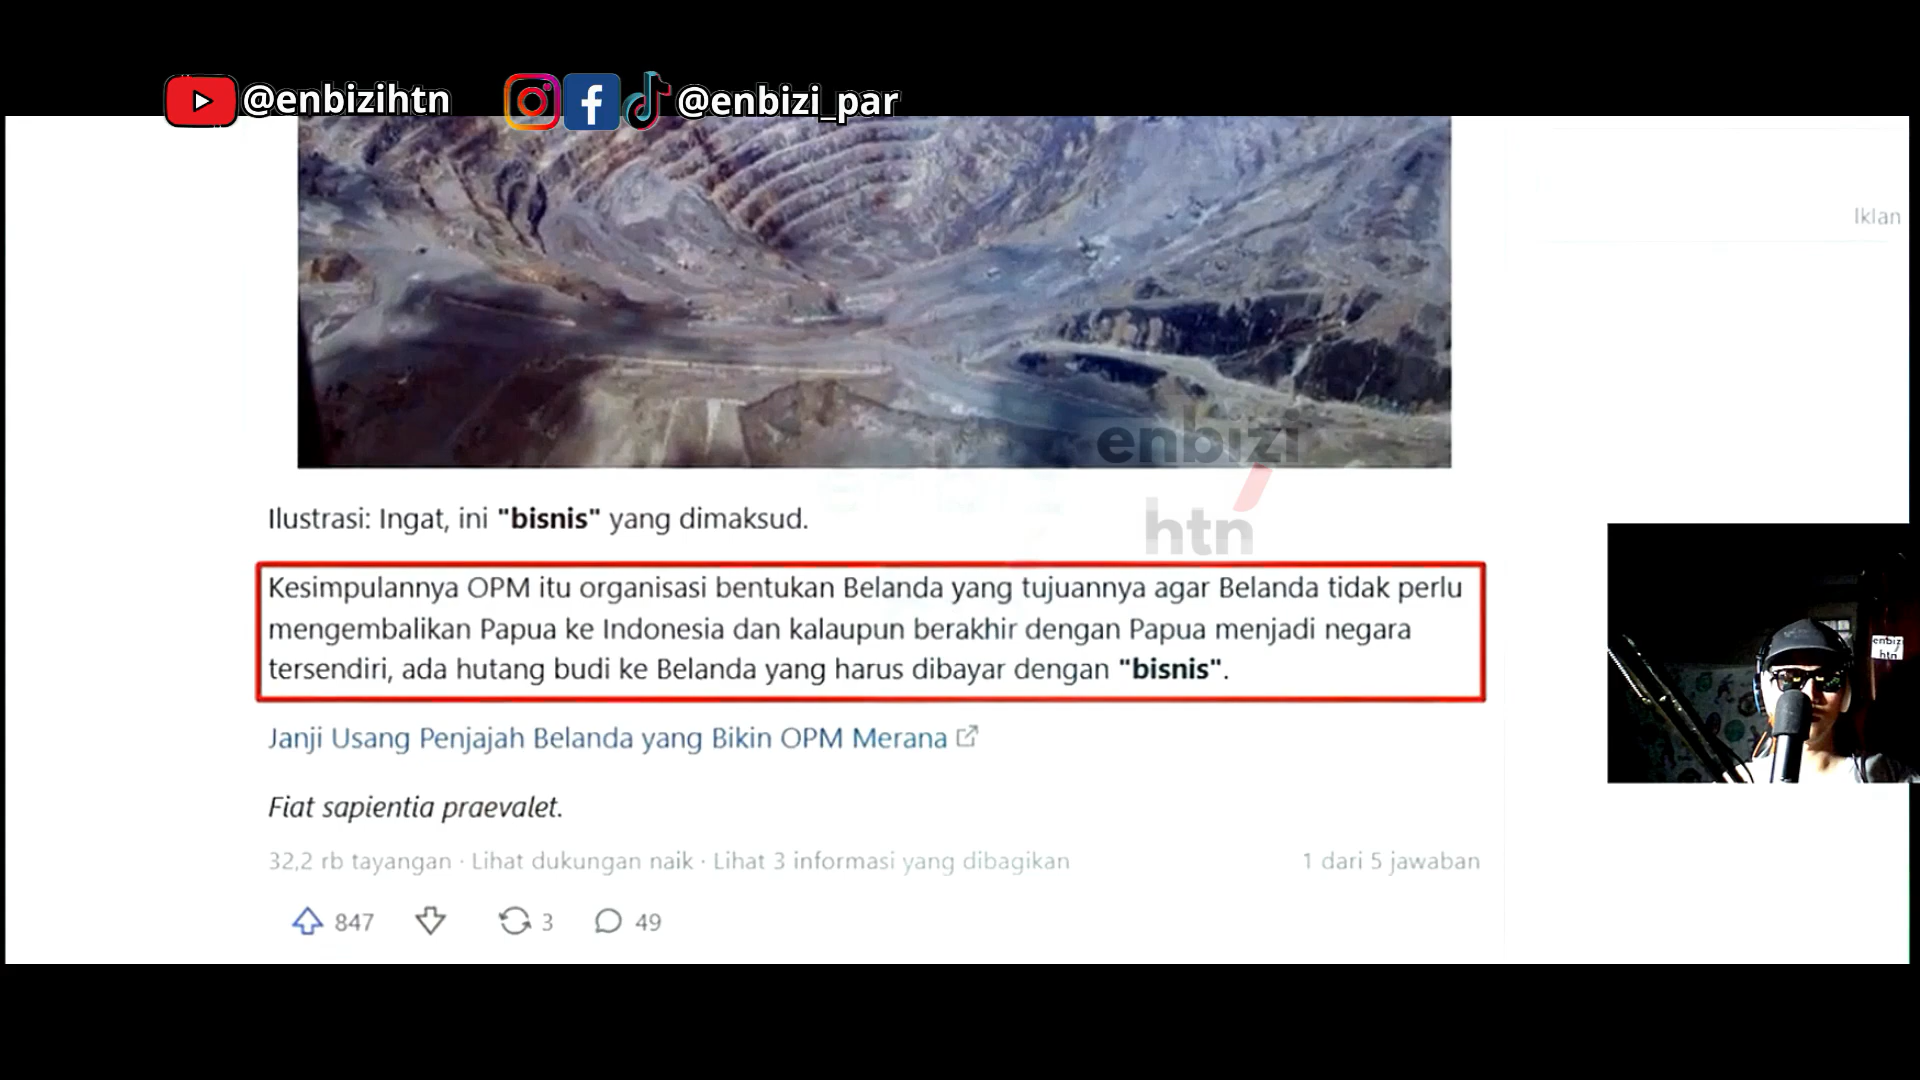 @enbizihtn
@enbizi_par
Iklan
enbizi
htn
Ilustrasi: Ingat, ini "bisnis" yang dimaksud.
Kesimpulannya OPM itu organisasi bentukan Belanda yang tujuannya agar Belanda tidak perlu
mengembalikan Papua ke Indonesia dan kalaupun berakhir dengan Papua menjadi negara
tersendiri, ada hutang budi ke Belanda yang harus dibayar dengan "bisnis".
enbizi
htn
Janji Usang Penjajah Belanda yang Bikin OPM Merana
Fiat sapientia praevalet.
32,2 rb tayangan · Lihat dukungan naik · Lihat 3 informasi yang dibagikan
1 dari 5 jawaban
847
3
49